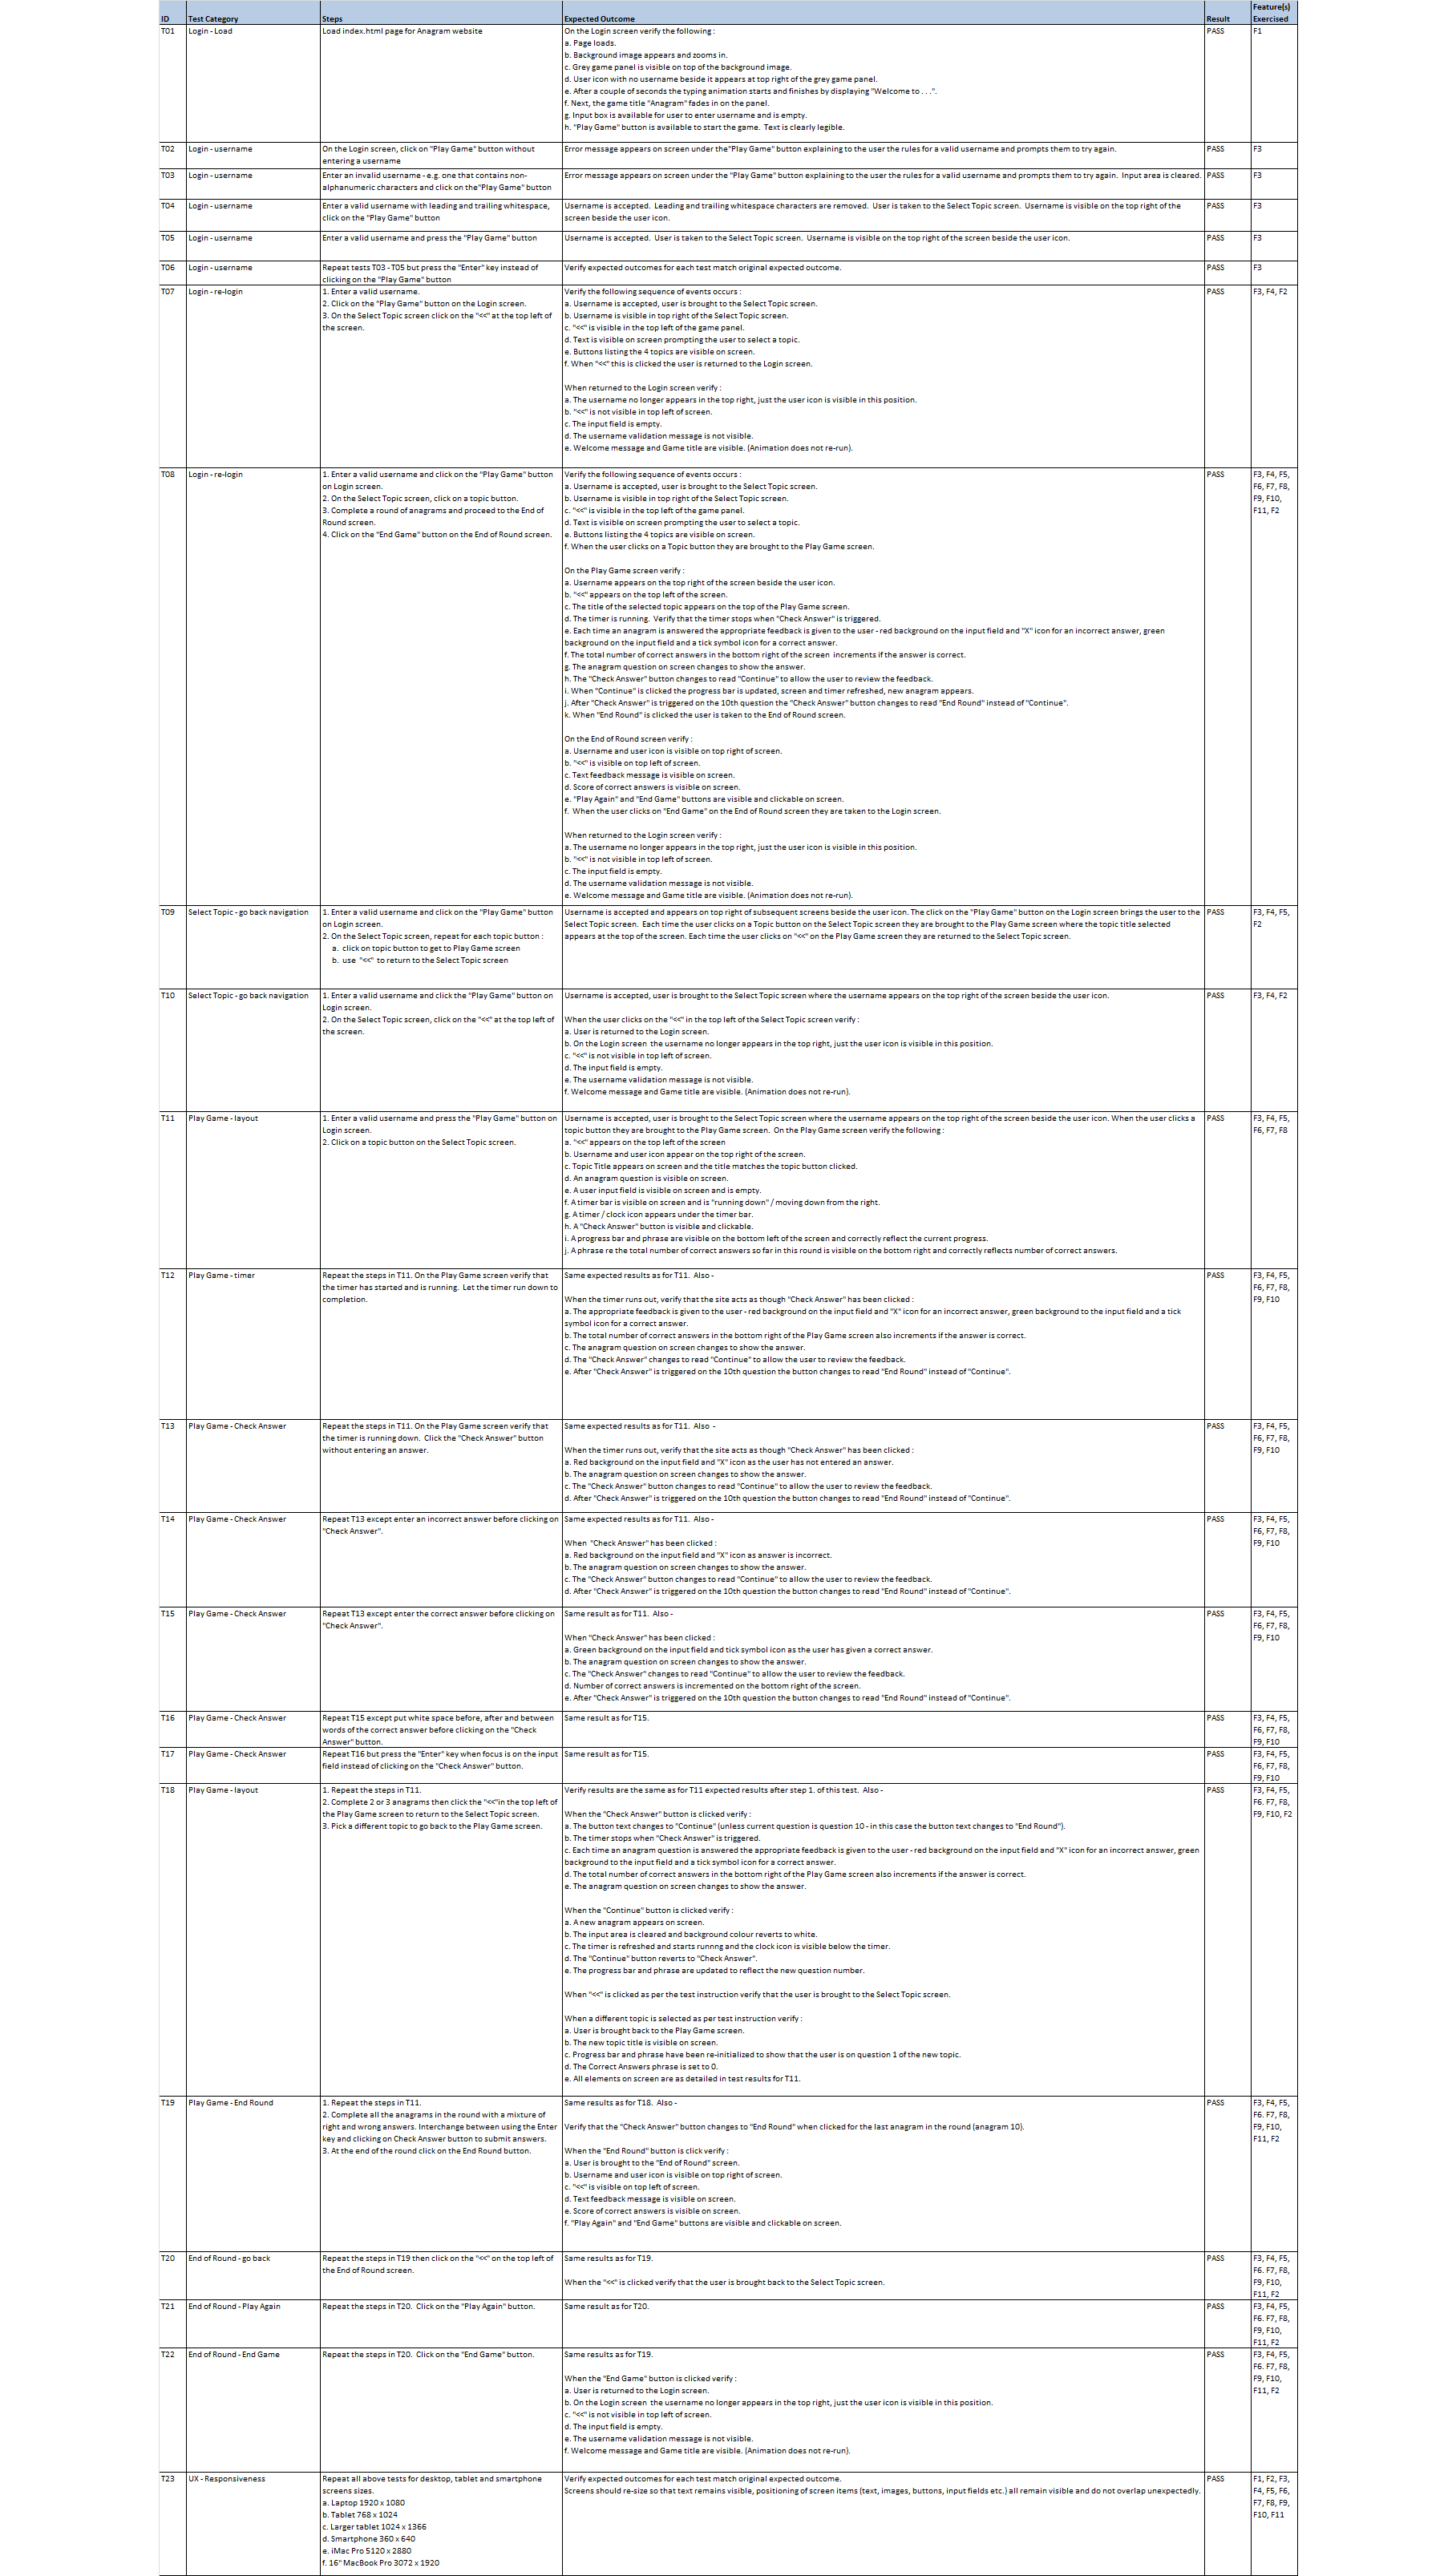 ID Test Category Steps Expected Outcome Result Feature(s) Exercised
T01 Login - Load Load index.html page for Anagram website On the Login screen verify the following : PASS F1
a. Page loads.
b. Background image appears and zooms in.
c. Grey game panel is visible on top of the background image.
d. User icon with no username beside it appears at top right of the grey game panel.
e. After a couple of seconds the typing animation starts and finishes by displaying "Welcome to . . .".
f. Next, the game title "Anagram" fades in on the panel.
g. Input box is available for user to enter username and is empty.
h. "Play Game" button is available to start the game.  Text is clearly legible.
T02 Login - username
On the Login screen, click on "Play Game" button without
entering a username
Error message appears on screen under the"Play Game" button explaining to the user the rules for a valid username and prompts them to try again.
PASS F3
T03 Login - username
Enter an invalid username - e.g. one that contains non-
alphanumeric characters and click on the"Play Game" button
Error message appears on screen under the "Play Game" button explaining to the user the rules for a valid username and prompts them to try again.  Input area is cleared.
PASS F3
T04 Login - username
Enter a valid username with leading and trailing whitespace,
click on the "Play Game" button
Username is accepted.  Leading and trailing whitespace characters are removed.  User is taken to the Select Topic screen.  Username is visible on the top right of the
screen beside the user icon.
PASS F3
T05 Login - username
Enter a valid username and press the "Play Game" button
Username is accepted.  User is taken to the Select Topic screen.  Username is visible on the top right of the screen beside the user icon.
PASS F3
T06 Login - username
Repeat tests T03 - T05 but press the "Enter" key instead of
clicking on the "Play Game" button
Verify expected outcomes for each test match original expected outcome.
PASS F3
T07 Login - re-login
1. Enter a valid username.
2. Click on the "Play Game" button on the Login screen.
3. On the Select Topic screen click on the "<<" at the top left of
the screen.
Verify the following sequence of events occurs :
a. Username is accepted, user is brought to the Select Topic screen.
b. Username is visible in top right of the Select Topic screen.
c. "<<" is visible in the top left of the game panel.
d. Text is visible on screen prompting the user to select a topic.
e. Buttons listing the 4 topics are visible on screen.
f. When "<<" this is clicked the user is returned to the Login screen.
When returned to the Login screen verify :
a. The username no longer appears in the top right, just the user icon is visible in this position.
b. "<<" is not visible in top left of screen.
c. The input field is empty.
d. The username validation message is not visible.
e. Welcome message and Game title are visible. (Animation does not re-run).
PASS F3, F4, F2
T08 Login - re-login
1. Enter a valid username and click on the "Play Game" button
on Login screen.
2. On the Select Topic screen, click on a topic button.
3. Complete a round of anagrams and proceed to the End of
Round screen.
4. Click on the "End Game" button on the End of Round screen.
Verify the following sequence of events occurs :
a. Username is accepted, user is brought to the Select Topic screen.
b. Username is visible in top right of the Select Topic screen.
c. "<<" is visible in the top left of the game panel.
d. Text is visible on screen prompting the user to select a topic.
e. Buttons listing the 4 topics are visible on screen.
f. When the user clicks on a Topic button they are brought to the Play Game screen.
On the Play Game screen verify :
a. Username appears on the top right of the screen beside the user icon.
b. "<<" appears on the top left of the screen.
c. The title of the selected topic appears on the top of the Play Game screen.
d. The timer is running.  Verify that the timer stops when "Check Answer" is triggered.
e. Each time an anagram is answered the appropriate feedback is given to the user - red background on the input field and "X" icon for an incorrect answer, green
background on the input field and a tick symbol icon for a correct answer.
f. The total number of correct answers in the bottom right of the screen  increments if the answer is correct.
g. The anagram question on screen changes to show the answer.
h. The "Check Answer" button changes to read "Continue" to allow the user to review the feedback.
i. When "Continue" is clicked the progress bar is updated, screen and timer refreshed, new anagram appears.
j. After "Check Answer" is triggered on the 10th question the "Check Answer" button changes to read "End Round" instead of "Continue".
k. When "End Round" is clicked the user is taken to the End of Round screen.
On the End of Round screen verify :
a. Username and user icon is visible on top right of screen.
b. "<<" is visible on top left of screen.
c. Text feedback message is visible on screen.
d. Score of correct answers is visible on screen.
e. "Play Again" and "End Game" buttons are visible and clickable on screen.
f.  When the user clicks on "End Game" on the End of Round screen they are taken to the Login screen.
When returned to the Login screen verify :
a. The username no longer appears in the top right, just the user icon is visible in this position.
b. "<<" is not visible in top left of screen.
c. The input field is empty.
d. The username validation message is not visible.
e. Welcome message and Game title are visible. (Animation does not re-run).
PASS
F3, F4, F5,
F6, F7, F8,
F9, F10,
F11, F2
T09 Select Topic - go back navigation
1. Enter a valid username and click on the "Play Game" button
on Login screen.
2. On the Select Topic screen, repeat for each topic button :
a.  click on topic button to get to Play Game screen
b.  use  "<<"  to return to the Select Topic screen
Username is accepted and appears on top right of subsequent screens beside the user icon. The click on the "Play Game" button on the Login screen brings the user to the
Select Topic screen.  Each time the user clicks on a Topic button on the Select Topic screen they are brought to the Play Game screen where the topic title selected
appears at the top of the screen. Each time the user clicks on "<<" on the Play Game screen they are returned to the Select Topic screen.
PASS
F3, F4, F5,
F2
T10 Select Topic - go back navigation
1. Enter a valid username and click the "Play Game" button on
Login screen.
2. On the Select Topic screen, click on the "<<" at the top left of
the screen.
Username is accepted, user is brought to the Select Topic screen where the username appears on the top right of the screen beside the user icon.
When the user clicks on the "<<" in the top left of the Select Topic screen verify :
a. User is returned to the Login screen.
b. On the Login screen  the username no longer appears in the top right, just the user icon is visible in this position.
c. "<<" is not visible in top left of screen.
d. The input field is empty.
e. The username validation message is not visible.
f. Welcome message and Game title are visible. (Animation does not re-run).
PASS F3, F4, F2
T11 Play Game - layout
1. Enter a valid username and press the "Play Game" button on
Login screen.
2. Click on a topic button on the Select Topic screen.
Username is accepted, user is brought to the Select Topic screen where the username appears on the top right of the screen beside the user icon. When the user clicks a
topic button they are brought to the Play Game screen.  On the Play Game screen verify the following :
a. "<<" appears on the top left of the screen
b. Username and user icon appear on the top right of the screen.
c. Topic Title appears on screen and the title matches the topic button clicked.
d. An anagram question is visible on screen.
e. A user input field is visible on screen and is empty.
f. A timer bar is visible on screen and is "running down" / moving down from the right.
g. A timer / clock icon appears under the timer bar.
h. A "Check Answer" button is visible and clickable.
i. A progress bar and phrase are visible on the bottom left of the screen and correctly reflect the current progress.
j. A phrase re the total number of correct answers so far in this round is visible on the bottom right and correctly reflects number of correct answers.
PASS
F3, F4, F5,
F6, F7, F8
T12 Play Game - timer
Repeat the steps in T11. On the Play Game screen verify that
the timer has started and is running.  Let the timer run down to
completion.
Same expected results as for T11.  Also -
When the timer runs out, verify that the site acts as though "Check Answer" has been clicked :
a. The appropriate feedback is given to the user - red background on the input field and "X" icon for an incorrect answer, green background to the input field and a tick
symbol icon for a correct answer.
b. The total number of correct answers in the bottom right of the Play Game screen also increments if the answer is correct.
c. The anagram question on screen changes to show the answer.
d. The "Check Answer" changes to read "Continue" to allow the user to review the feedback.
e. After "Check Answer" is triggered on the 10th question the button changes to read "End Round" instead of "Continue".
PASS
F3, F4, F5,
F6, F7, F8,
F9, F10
T13 Play Game - Check Answer
Repeat the steps in T11. On the Play Game screen verify that
the timer is running down.  Click the "Check Answer" button
without entering an answer.
Same expected results as for T11.  Also  -
When the timer runs out, verify that the site acts as though "Check Answer" has been clicked :
a. Red background on the input field and "X" icon as the user has not entered an answer.
b. The anagram question on screen changes to show the answer.
c. The "Check Answer" button changes to read "Continue" to allow the user to review the feedback.
d. After "Check Answer" is triggered on the 10th question the button changes to read "End Round" instead of "Continue".
PASS
F3, F4, F5,
F6, F7, F8,
F9, F10
T14 Play Game - Check Answer
Repeat T13 except enter an incorrect answer before clicking on
"Check Answer".
Same expected results as for T11.  Also -
When  "Check Answer" has been clicked :
a. Red background on the input field and "X" icon as answer is incorrect.
b. The anagram question on screen changes to show the answer.
c. The "Check Answer" button changes to read "Continue" to allow the user to review the feedback.
d. After "Check Answer" is triggered on the 10th question the button changes to read "End Round" instead of "Continue".
PASS
F3, F4, F5,
F6, F7, F8,
F9, F10
T15 Play Game - Check Answer
Repeat T13 except enter the correct answer before clicking on
"Check Answer".
Same result as for T11.  Also -
When "Check Answer" has been clicked :
a. Green background on the input field and tick symbol icon as the user has given a correct answer.
b. The anagram question on screen changes to show the answer.
c. The "Check Answer" changes to read "Continue" to allow the user to review the feedback.
d. Number of correct answers is incremented on the bottom right of the screen.
e. After "Check Answer" is triggered on the 10th question the button changes to read "End Round" instead of "Continue".
PASS
F3, F4, F5,
F6, F7, F8,
F9, F10
T16 Play Game - Check Answer
Repeat T15 except put white space before, after and between
words of the correct answer before clicking on the "Check
Answer" button.
Same result as for T15.
PASS
F3, F4, F5,
F6, F7, F8,
F9, F10
T17 Play Game - Check Answer
Repeat T16 but press the "Enter" key when focus is on the input
field instead of clicking on the "Check Answer" button.
Same result as for T15.
PASS
F3, F4, F5,
F6, F7, F8,
F9, F10
T18 Play Game - layout
1. Repeat the steps in T11.
2. Complete 2 or 3 anagrams then click the "<<"in the top left of
the Play Game screen to return to the Select Topic screen.
3. Pick a different topic to go back to the Play Game screen.
Verify results are the same as for T11 expected results after step 1. of this test.  Also -
When the "Check Answer" button is clicked verify :
a. The button text changes to "Continue" (unless current question is question 10 - in this case the button text changes to "End Round").
b. The timer stops when "Check Answer" is triggered.
c. Each time an anagram question is answered the appropriate feedback is given to the user - red background on the input field and "X" icon for an incorrect answer, green
background to the input field and a tick symbol icon for a correct answer.
d. The total number of correct answers in the bottom right of the Play Game screen also increments if the answer is correct.
e. The anagram question on screen changes to show the answer.
When the "Continue" button is clicked verify :
a. A new anagram appears on screen.
b. The input area is cleared and background colour reverts to white.
c. The timer is refreshed and starts runnng and the clock icon is visible below the timer.
d. The "Continue" button reverts to "Check Answer".
e. The progress bar and phrase are updated to reflect the new question number.
When "<<" is clicked as per the test instruction verify that the user is brought to the Select Topic screen.
When a different topic is selected as per test instruction verify :
a. User is brought back to the Play Game screen.
b. The new topic title is visible on screen.
c. Progress bar and phrase have been re-initialized to show that the user is on question 1 of the new topic.
d. The Correct Answers phrase is set to 0.
e. All elements on screen are as detailed in test results for T11.
PASS
F3, F4, F5,
F6. F7, F8,
F9, F10, F2
T19 Play Game - End Round
1. Repeat the steps in T11.
2. Complete all the anagrams in the round with a mixture of
right and wrong answers. Interchange between using the Enter
key and clicking on Check Answer button to submit answers.
3. At the end of the round click on the End Round button.
Same results as for T18.  Also -
Verify that the "Check Answer" button changes to "End Round" when clicked for the last anagram in the round (anagram 10).
When the "End Round" button is click verify :
a. User is brought to the "End of Round" screen.
b. Username and user icon is visible on top right of screen.
c. "<<" is visible on top left of screen.
d. Text feedback message is visible on screen.
e. Score of correct answers is visible on screen.
f. "Play Again" and "End Game" buttons are visible and clickable on screen.
PASS
F3, F4, F5,
F6. F7, F8,
F9, F10,
F11, F2
T20 End of Round - go back
Repeat the steps in T19 then click on the "<<" on the top left of
the End of Round screen.
Same results as for T19.
When the "<<" is clicked verify that the user is brought back to the Select Topic screen.
PASS
F3, F4, F5,
F6. F7, F8,
F9, F10,
F11, F2
T21 End of Round - Play Again
Repeat the steps in T20.  Click on the "Play Again" button.
Same result as for T20.
PASS
F3, F4, F5,
F6. F7, F8,
F9, F10,
F11, F2
T22 End of Round - End Game
Repeat the steps in T20.  Click on the "End Game" button.
Same results as for T19.
When the "End Game" button is clicked verify :
a. User is returned to the Login screen.
b. On the Login screen  the username no longer appears in the top right, just the user icon is visible in this position.
c. "<<" is not visible in top left of screen.
d. The input field is empty.
e. The username validation message is not visible.
f. Welcome message and Game title are visible. (Animation does not re-run).
PASS
F3, F4, F5,
F6. F7, F8,
F9, F10,
F11, F2
T23 UX - Responsiveness
Repeat all above tests for desktop, tablet and smartphone
screens sizes.
a. Laptop 1920 x 1080
b. Tablet 768 x 1024
c. Larger tablet 1024 x 1366
d. Smartphone 360 x 640
e. iMac Pro 5120 x 2880
f. 16" MacBook Pro 3072 x 1920
Verify expected outcomes for each test match original expected outcome.
Screens should re-size so that text remains visible, positioning of screen items (text, images, buttons, input fields etc.) all remain visible and do not overlap unexpectedly.
PASS
F1, F2, F3,
F4, F5, F6,
F7, F8, F9,
F10, F11